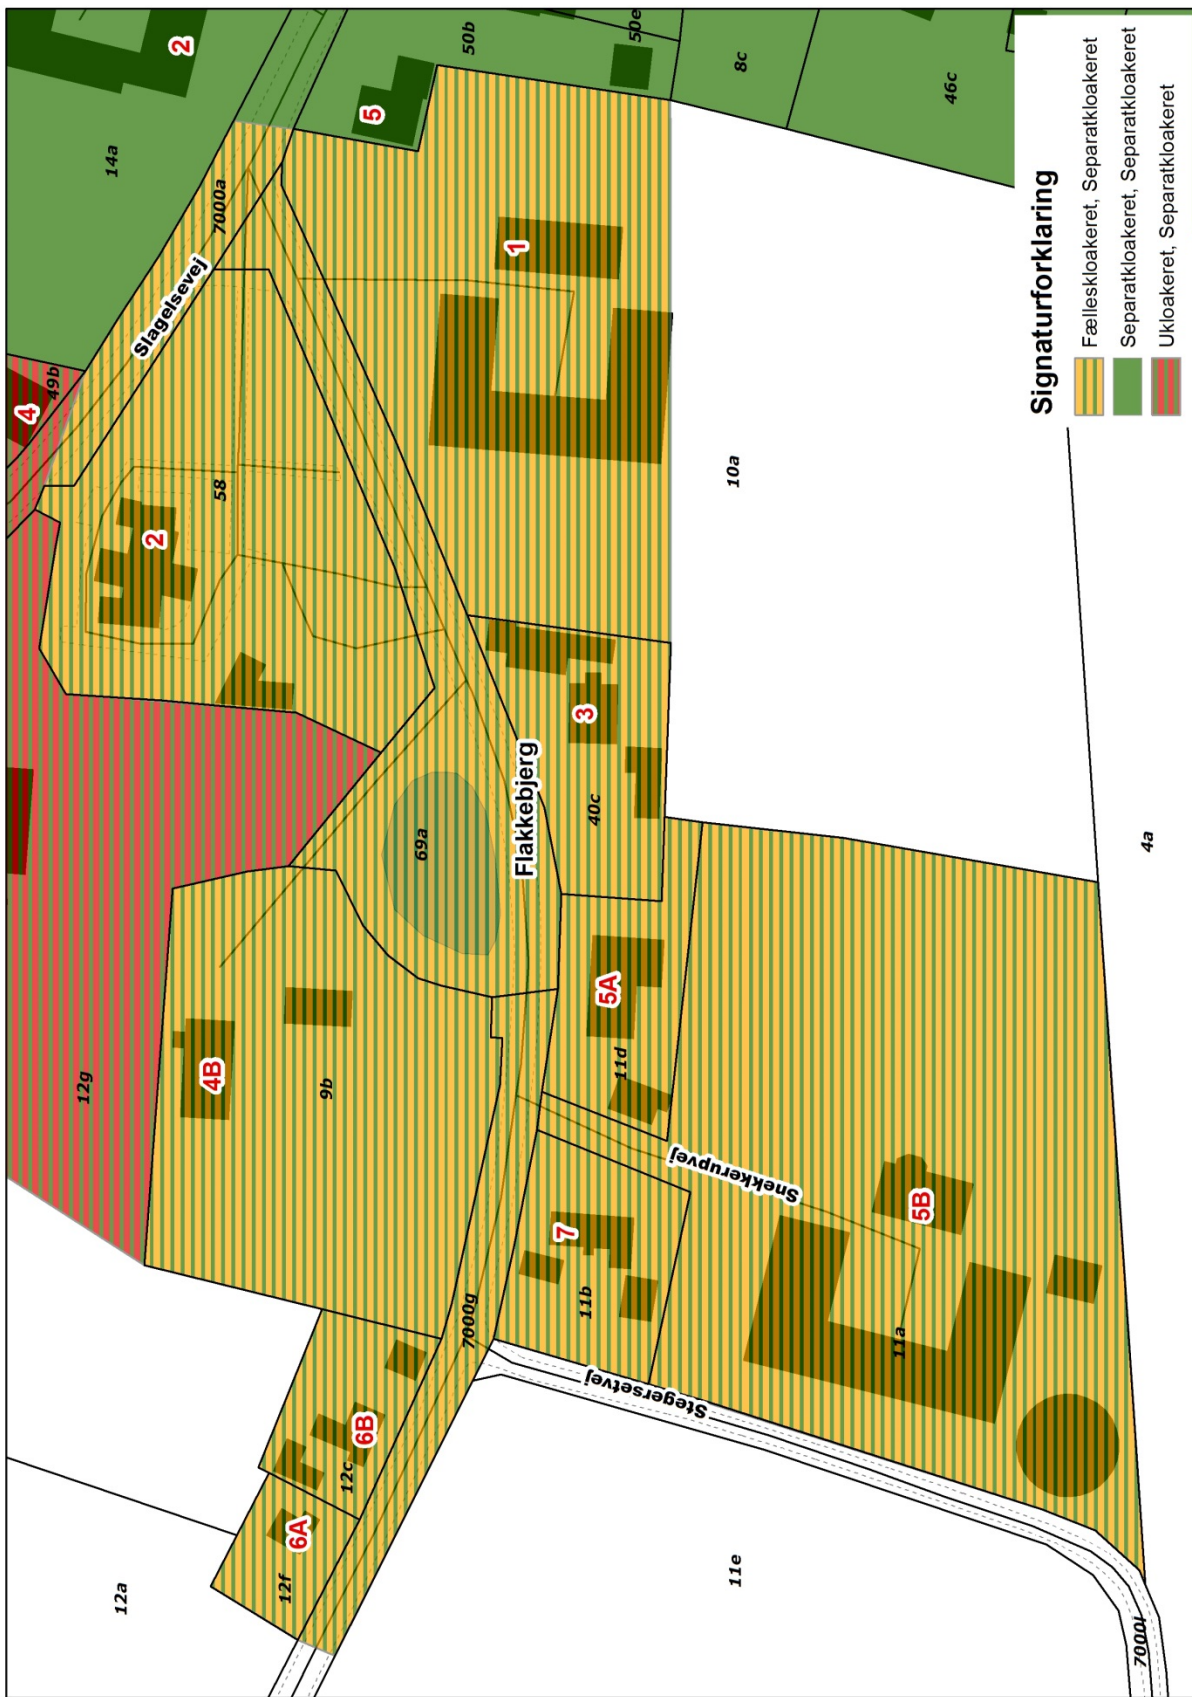 12a
12g
4
49b
14a
2
50b
50e
8c
46c
5
7000a
Slagelsevej
58
2
1
10a
4B
9b
69a
Flakkebjerg
3
40c
5A
11d
Snekkerupvej
7
11b
5B
11a
4a
6A
12f
6B
12c
7000g
Stegersetvej
11e
7000i
Signaturforklaring
Fælleskloakeret, Separatkloakeret
Separatkloakeret, Separatkloakeret
Ukloakeret, Separatkloakeret